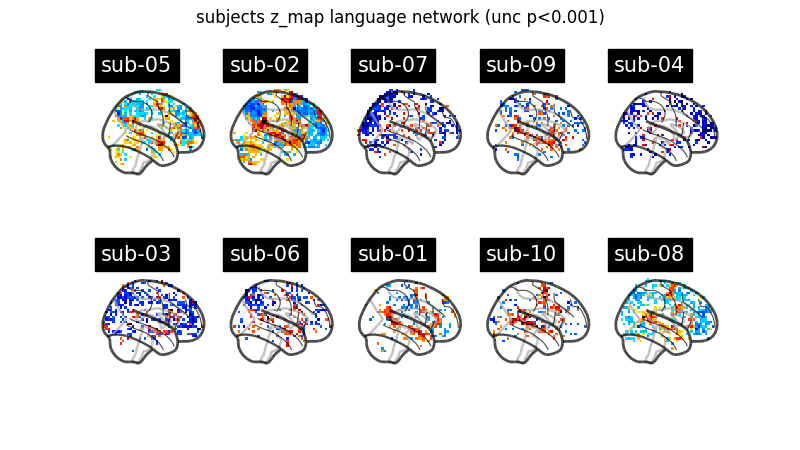 subjects z_map language network (unc p<0.001)
sub-05 sub-02 sub-07 sub-09 sub-04
sub-03 sub-06 sub-01 sub-10 sub-08